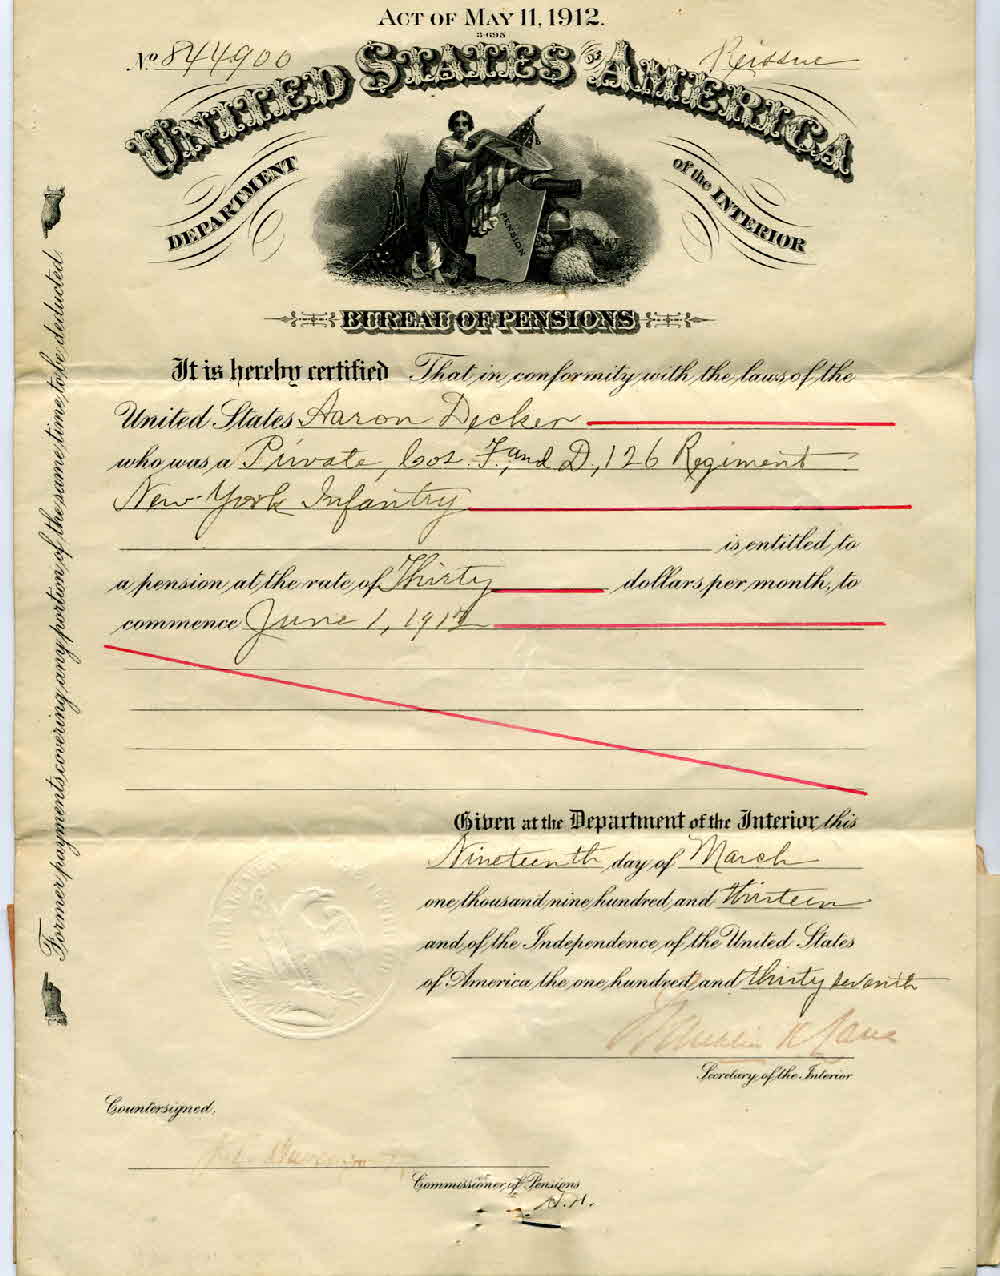 ACT OF MAY 11, 1912.
3-695
No 844900
Reissue
UNITED STATES OF AMERICA
DEPARTMENT of the INTERIOR
PENSION
BUREAU OF PENSIONS
It is hereby certified That in conformity with the laws of the
United States Aaron Decker
who was a Private, Cos. F. and D, 126 Regiment
New York Infantry
is entitled to
a pension at the rate of Thirty dollars per month, to
commence June 1, 1912
Given at the Department of the Interior this
Nineteenth day of March
one thousand nine hundred and thirteen
and of the Independence of the United States
of America the one hundred and thirty seventh
Franklin K Lane
Secretary of the Interior
Countersigned,
Commissioner of Pensions
Former payments covering any portion of the same time to be deducted.